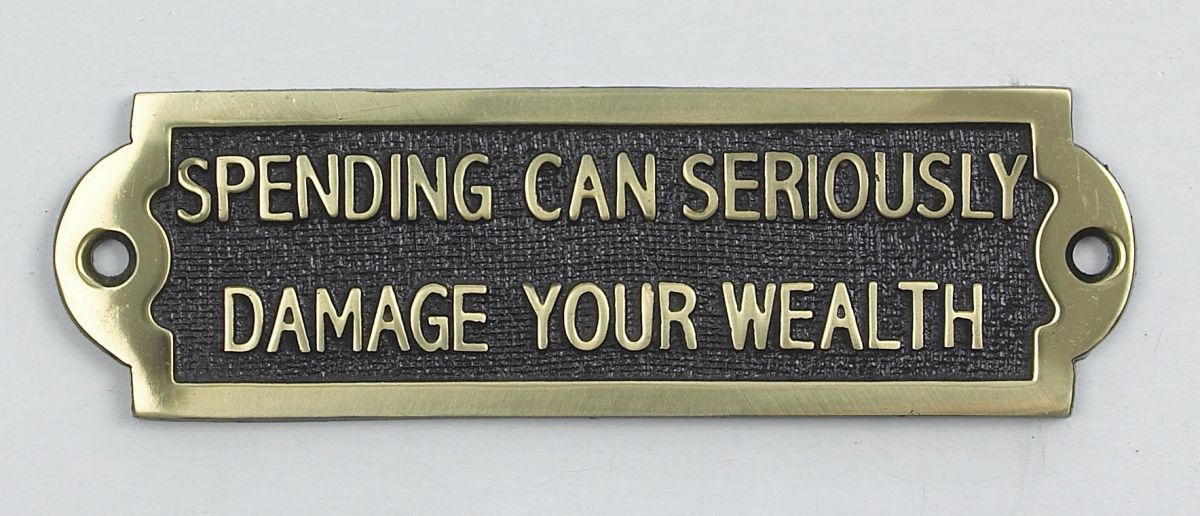 SPENDING CAN SERIOUSLY
DAMAGE YOUR WEALTH